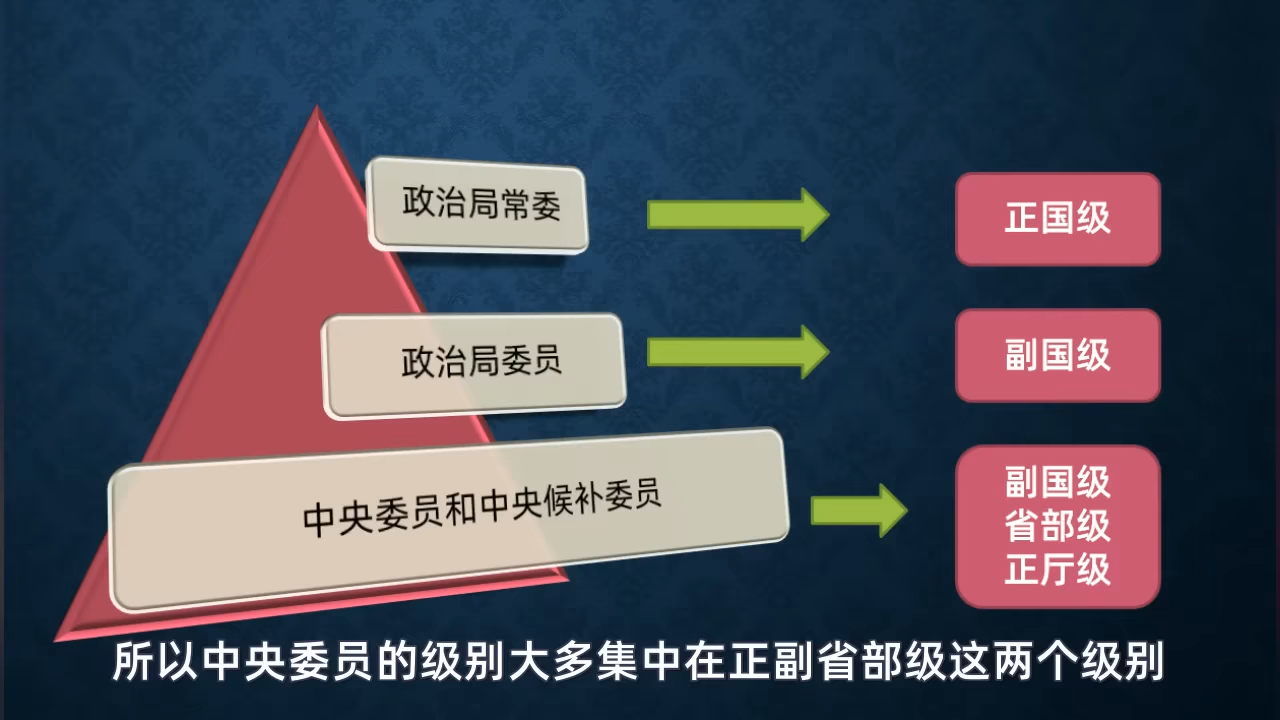 政治局常委
正国级
政治局委员
副国级
中央委员和中央候补委员
副国级
省部级
正厅级
所以中央委员的级别大多集中在正副省部级这两个级别